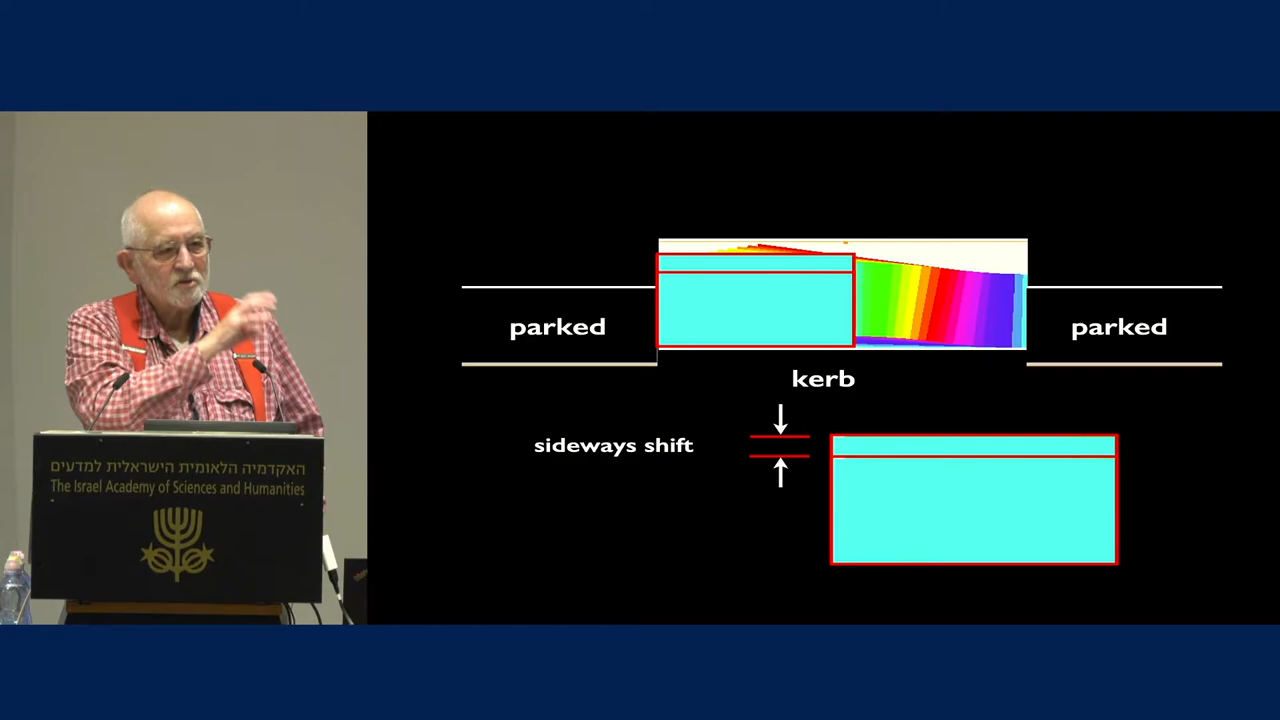 האקדמיה הלאומית הישראלית למדעים
The Israel Academy of Sciences and Humanities
parked
parked
kerb
sideways shift